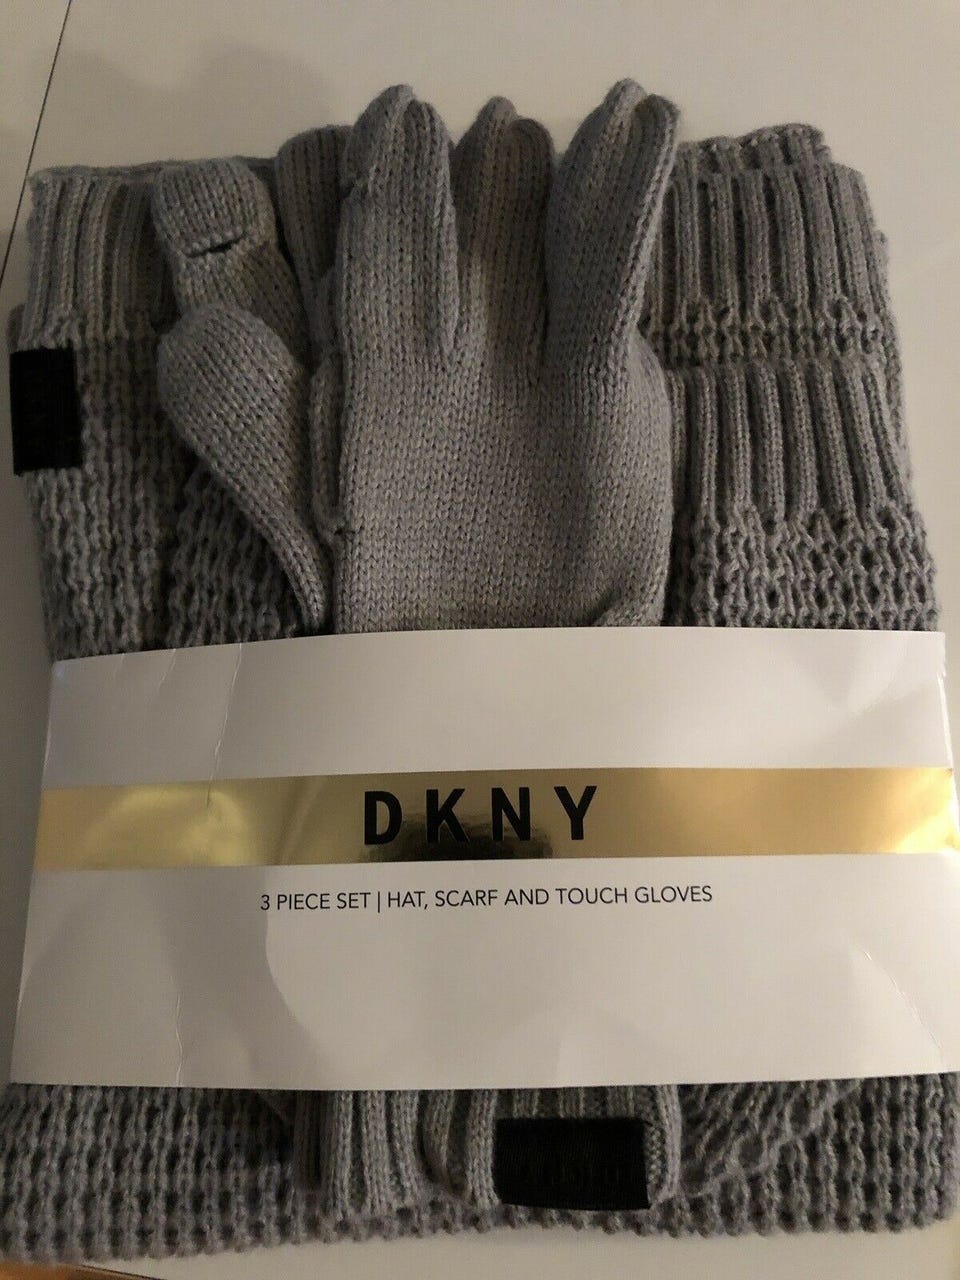 DKNY
3 PIECE SET | HAT, SCARF AND TOUCH GLOVES